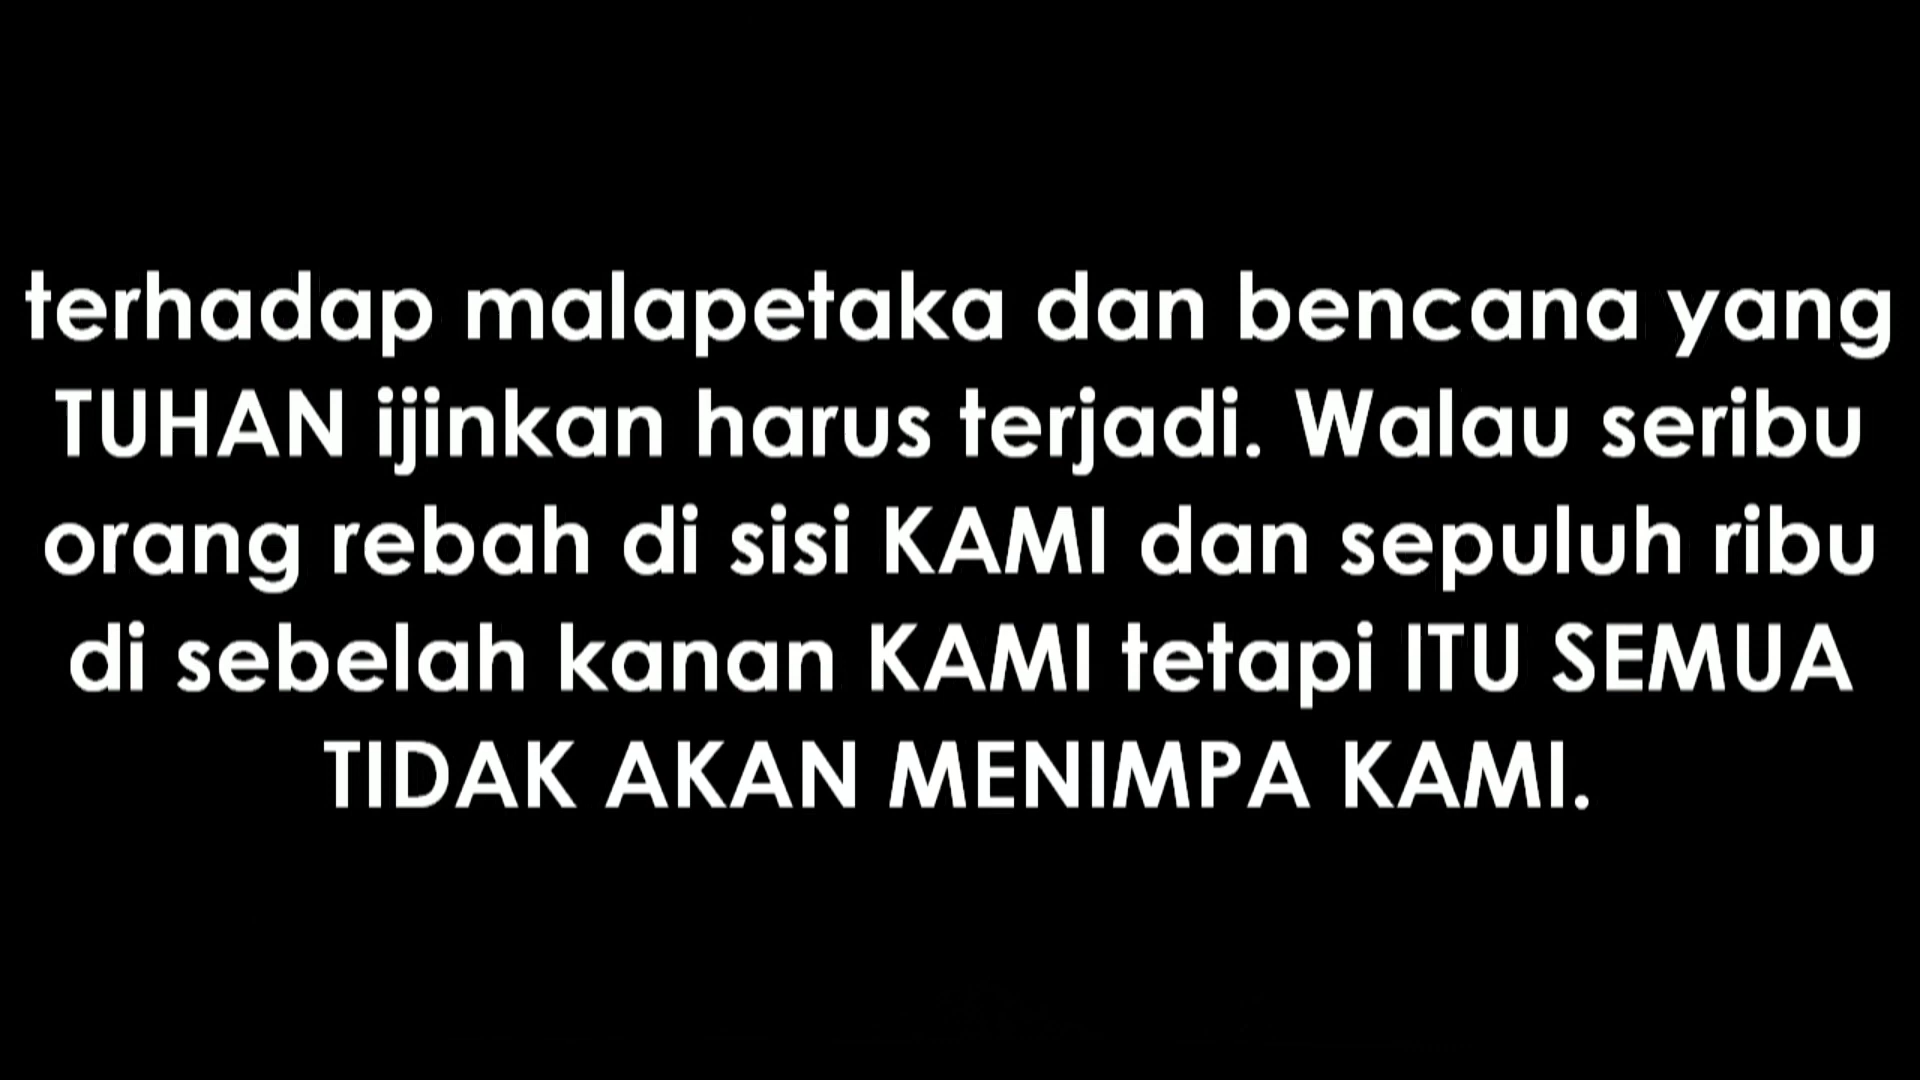 terhadap malapetaka dan bencana yang
TUHAN ijinkan harus terjadi. Walau seribu
orang rebah di sisi KAMI dan sepuluh ribu
di sebelah kanan KAMI tetapi ITU SEMUA
TIDAK AKAN MENIMPA KAMI.